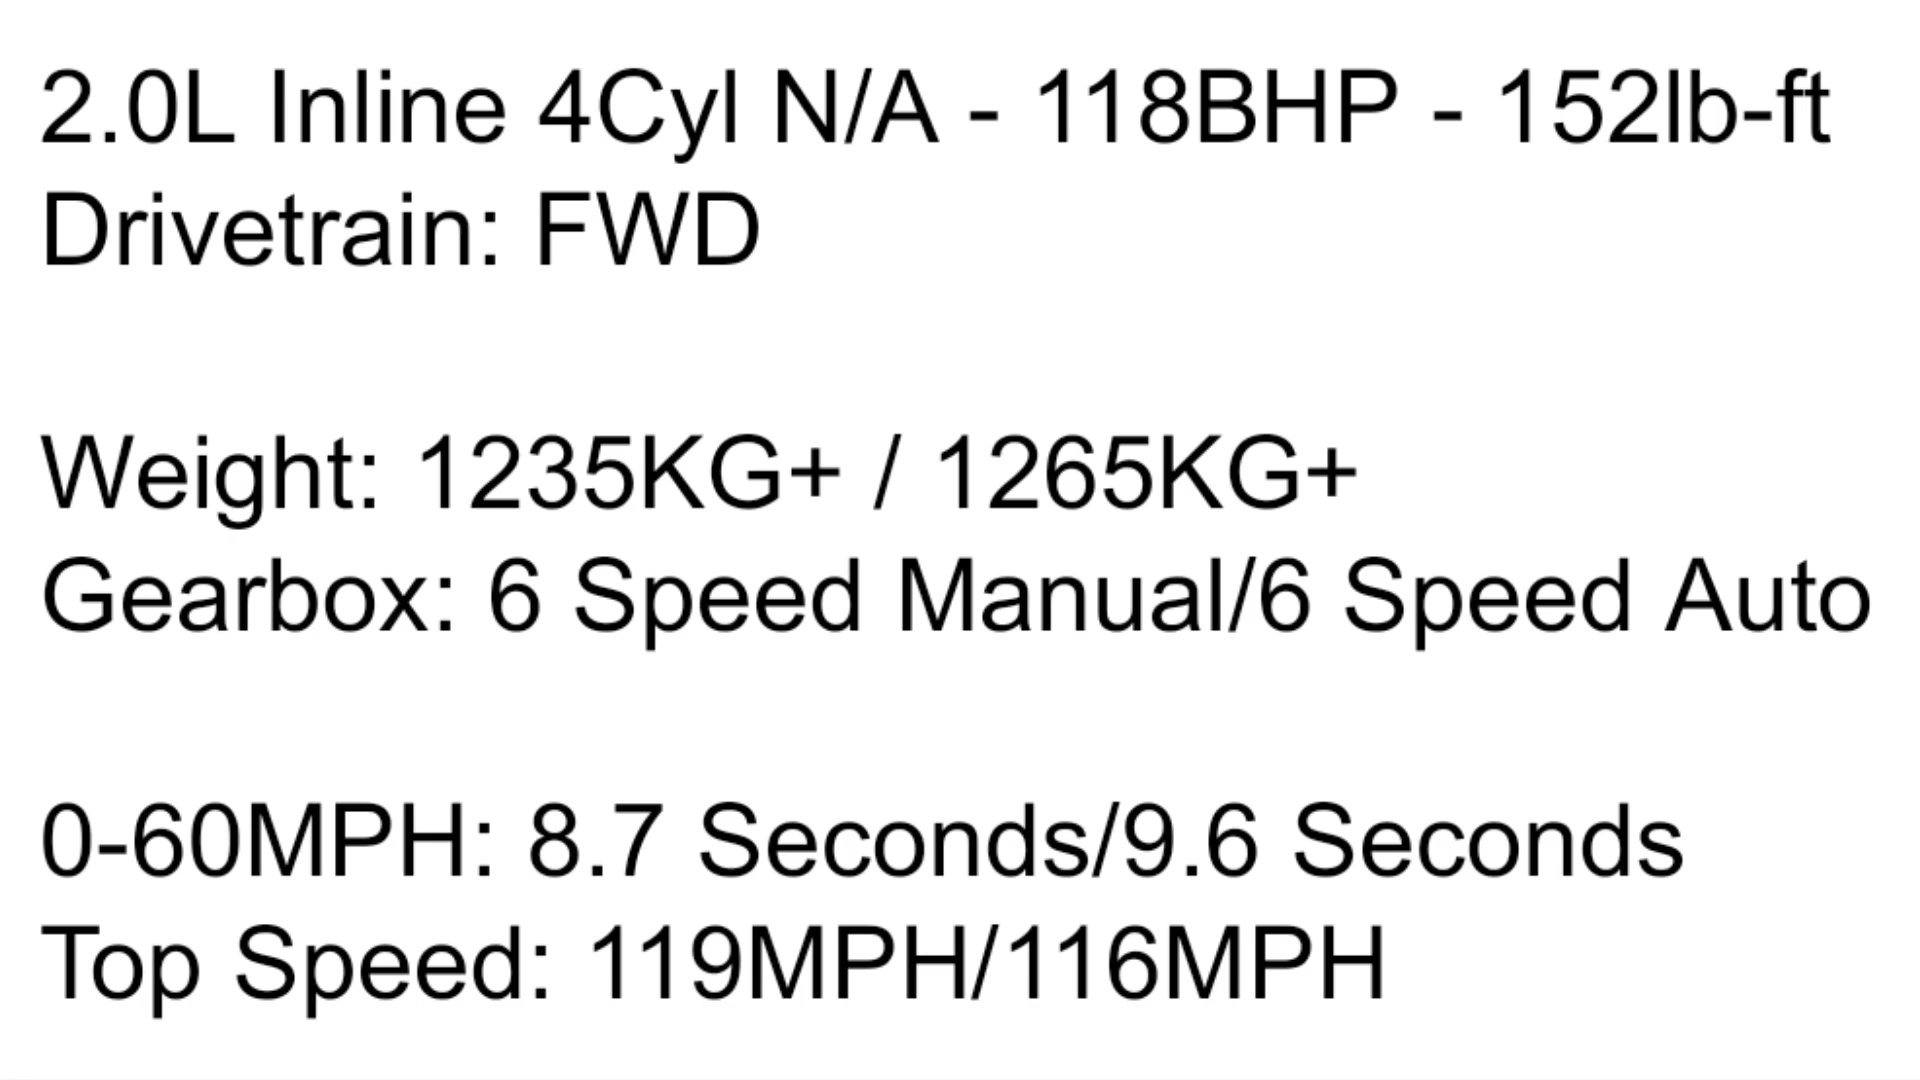 2.0L Inline 4Cyl N/A - 118BHP - 152lb-ft
Drivetrain: FWD
Weight: 1235KG+ / 1265KG+
Gearbox: 6 Speed Manual/6 Speed Auto
0-60MPH: 8.7 Seconds/9.6 Seconds
Top Speed: 119MPH/116MPH